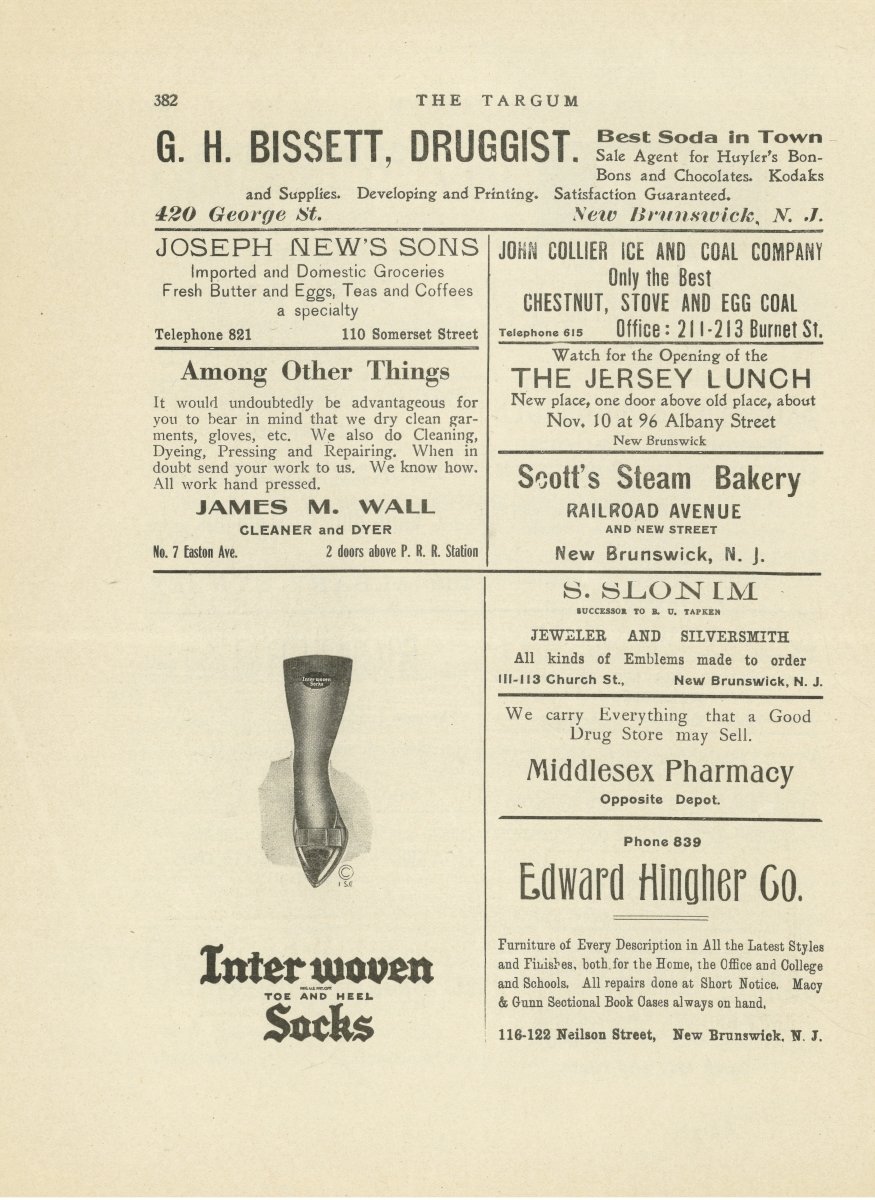 382
THE TARGUM
G. H. BISSETT, DRUGGIST.
Best Soda in Town
Sale Agent for Huyler's Bon-
Bons and Chocolates. Kodaks
and Supplies. Developing and Printing. Satisfaction Guaranteed.
420 George St. New Brunswick, N. J.
JOSEPH NEW'S SONS
Imported and Domestic Groceries
Fresh Butter and Eggs, Teas and Coffees
a specialty
Telephone 821 110 Somerset Street
Among Other Things
It would undoubtedly be advantageous for
you to bear in mind that we dry clean gar-
ments, gloves, etc. We also do Cleaning,
Dyeing, Pressing and Repairing. When in
doubt send your work to us. We know how.
All work hand pressed.
JAMES M. WALL
CLEANER and DYER
No. 7 Easton Ave. 2 doors above P. R. R. Station
JOHN COLLIER ICE AND COAL COMPANY
Only the Best
CHESTNUT, STOVE AND EGG COAL
Telephone 615 Office: 211-213 Burnet St.
Watch for the Opening of the
THE JERSEY LUNCH
New place, one door above old place, about
Nov. 10 at 96 Albany Street
New Brunswick
Scott's Steam Bakery
RAILROAD AVENUE
AND NEW STREET
New Brunswick, N. J.
Inter woven
Socks
©
Inter woven
TOE AND HEEL
Socks
S. SLONIM
SUCCESSOR TO B. U. TAPKEN
JEWELER AND SILVERSMITH
All kinds of Emblems made to order
111-113 Church St., New Brunswick, N. J.
We carry Everything that a Good
Drug Store may Sell.
Middlesex Pharmacy
Opposite Depot.
Phone 839
Edward Hingher Co.
Furniture of Every Description in All the Latest Styles
and Finishes, both for the Home, the Office and College
and Schools. All repairs done at Short Notice. Macy
& Gunn Sectional Book Cases always on hand,
116-122 Neilson Street, New Brunswick, N. J.